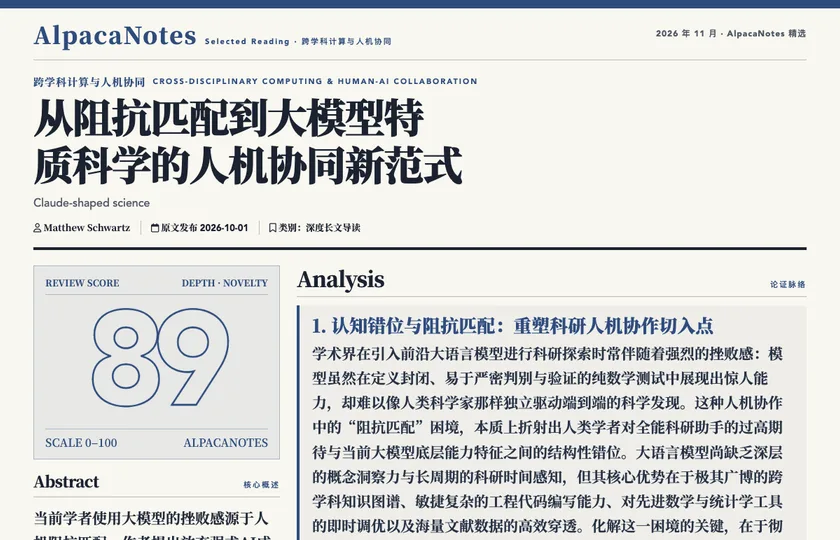 AlpacaNotes Selected Reading · 跨学科计算与人机协同
2026 年 11 月 · AlpacaNotes 精选
跨学科计算与人机协同 CROSS-DISCIPLINARY COMPUTING & HUMAN-AI COLLABORATION
从阻抗匹配到大模型特
质科学的人机协同新范式
Claude-shaped science
Matthew Schwartz 原文发布 2026-10-01 类别：深度长文导读
REVIEW SCORE DEPTH · NOVELTY
89
SCALE 0–100 ALPACANOTES
Abstract 核心概述
当前学者使用大模型的挫败感源于人
Analysis 论证脉络
1. 认知错位与阻抗匹配：重塑科研人机协作切入点
学术界在引入前沿大语言模型进行科研探索时常伴随着强烈的挫败感：模
型虽然在定义封闭、易于严密判别与验证的纯数学测试中展现出惊人能
力，却难以像人类科学家那样独立驱动端到端的科学发现。这种人机协作
中的“阻抗匹配”困境，本质上折射出人类学者对全能科研助手的过高期
待与当前大模型底层能力特征之间的结构性错位。大语言模型尚缺乏深层
的概念洞察力与长周期的科研时间感知，但其核心优势在于极其广博的跨
学科知识图谱、敏捷复杂的工程代码编写能力、对先进数学与统计学工具
的即时调优以及海量文献数据的高效穿透。化解这一困境的关键，在于彻